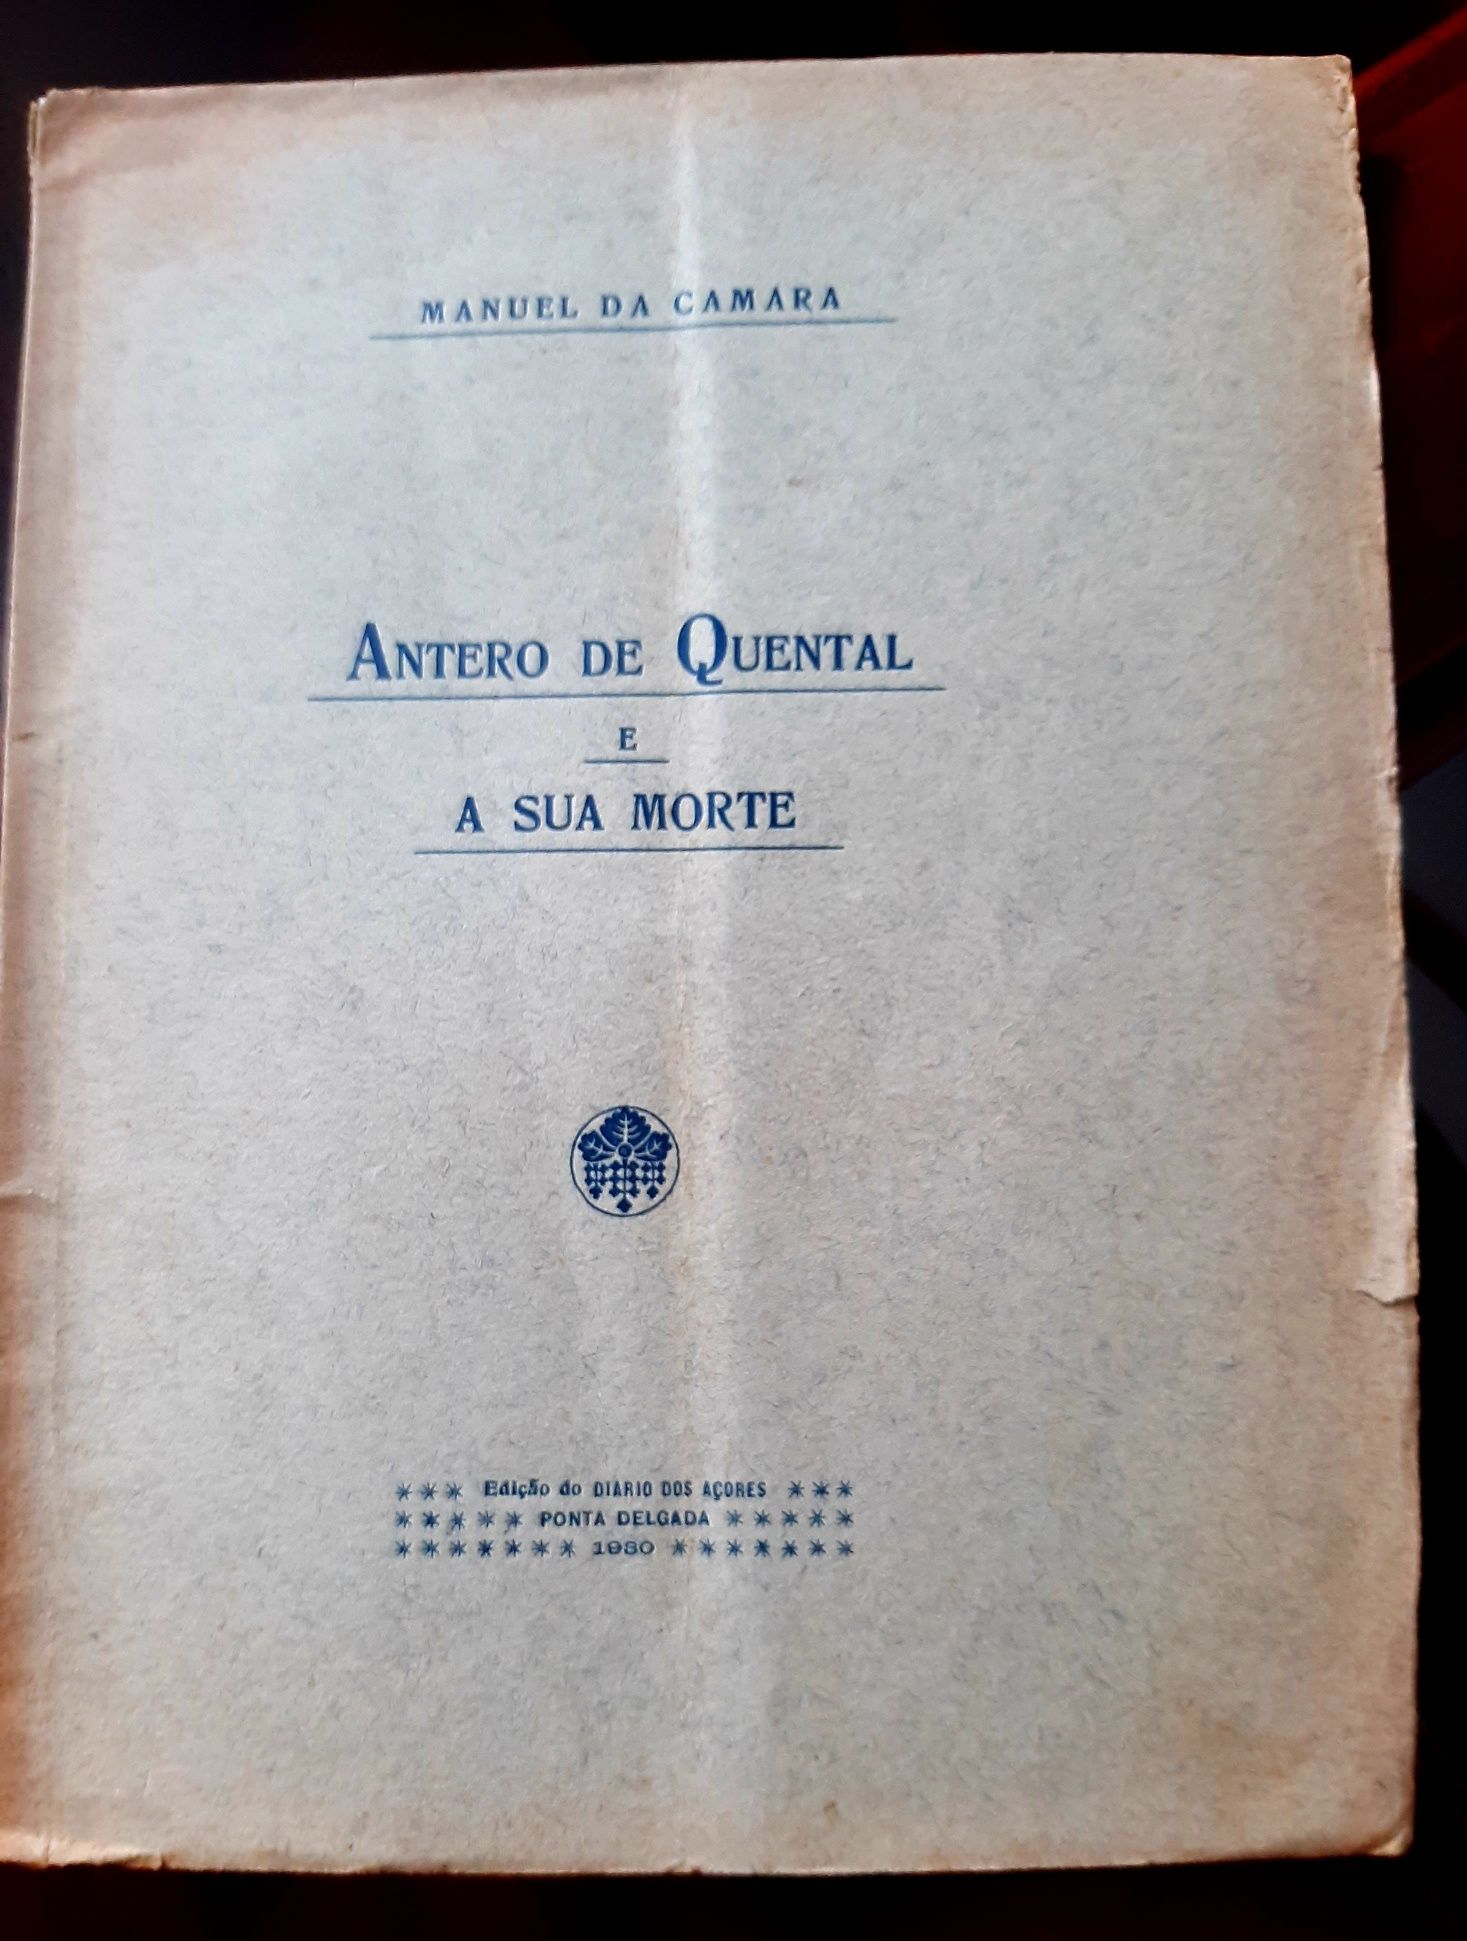 MANUEL DA CAMARA
ANTERO DE QUENTAL
E
A SUA MORTE
*** Edição do DIARIO DOS AÇORES ***
***** PONTA DELGADA *****
******* 1930 *******